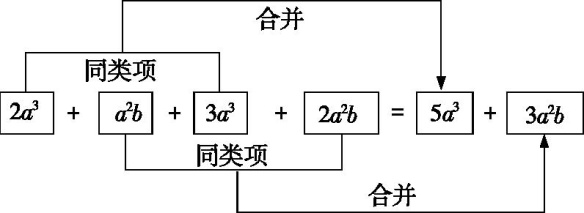 合并
同类项
2a³ + a²b + 3a³ + 2a²b = 5a³ + 3a²b
同类项
合并